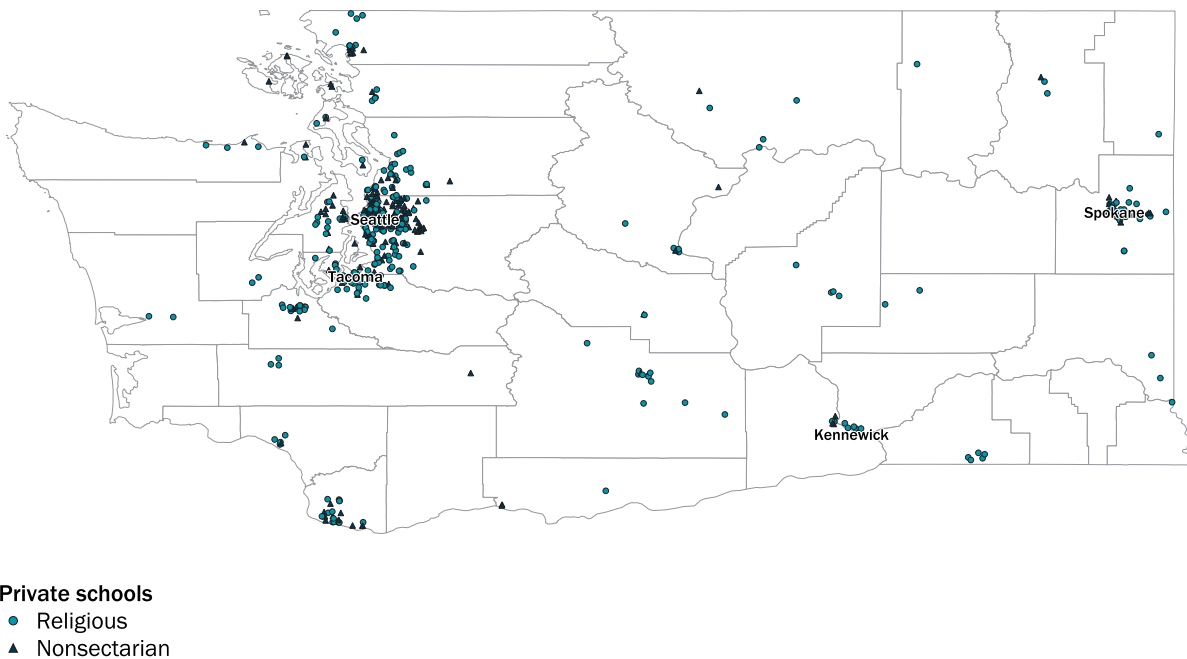 Seattle
Spokane
Tacoma
Kennewick
Private schools
Religious
Nonsectarian